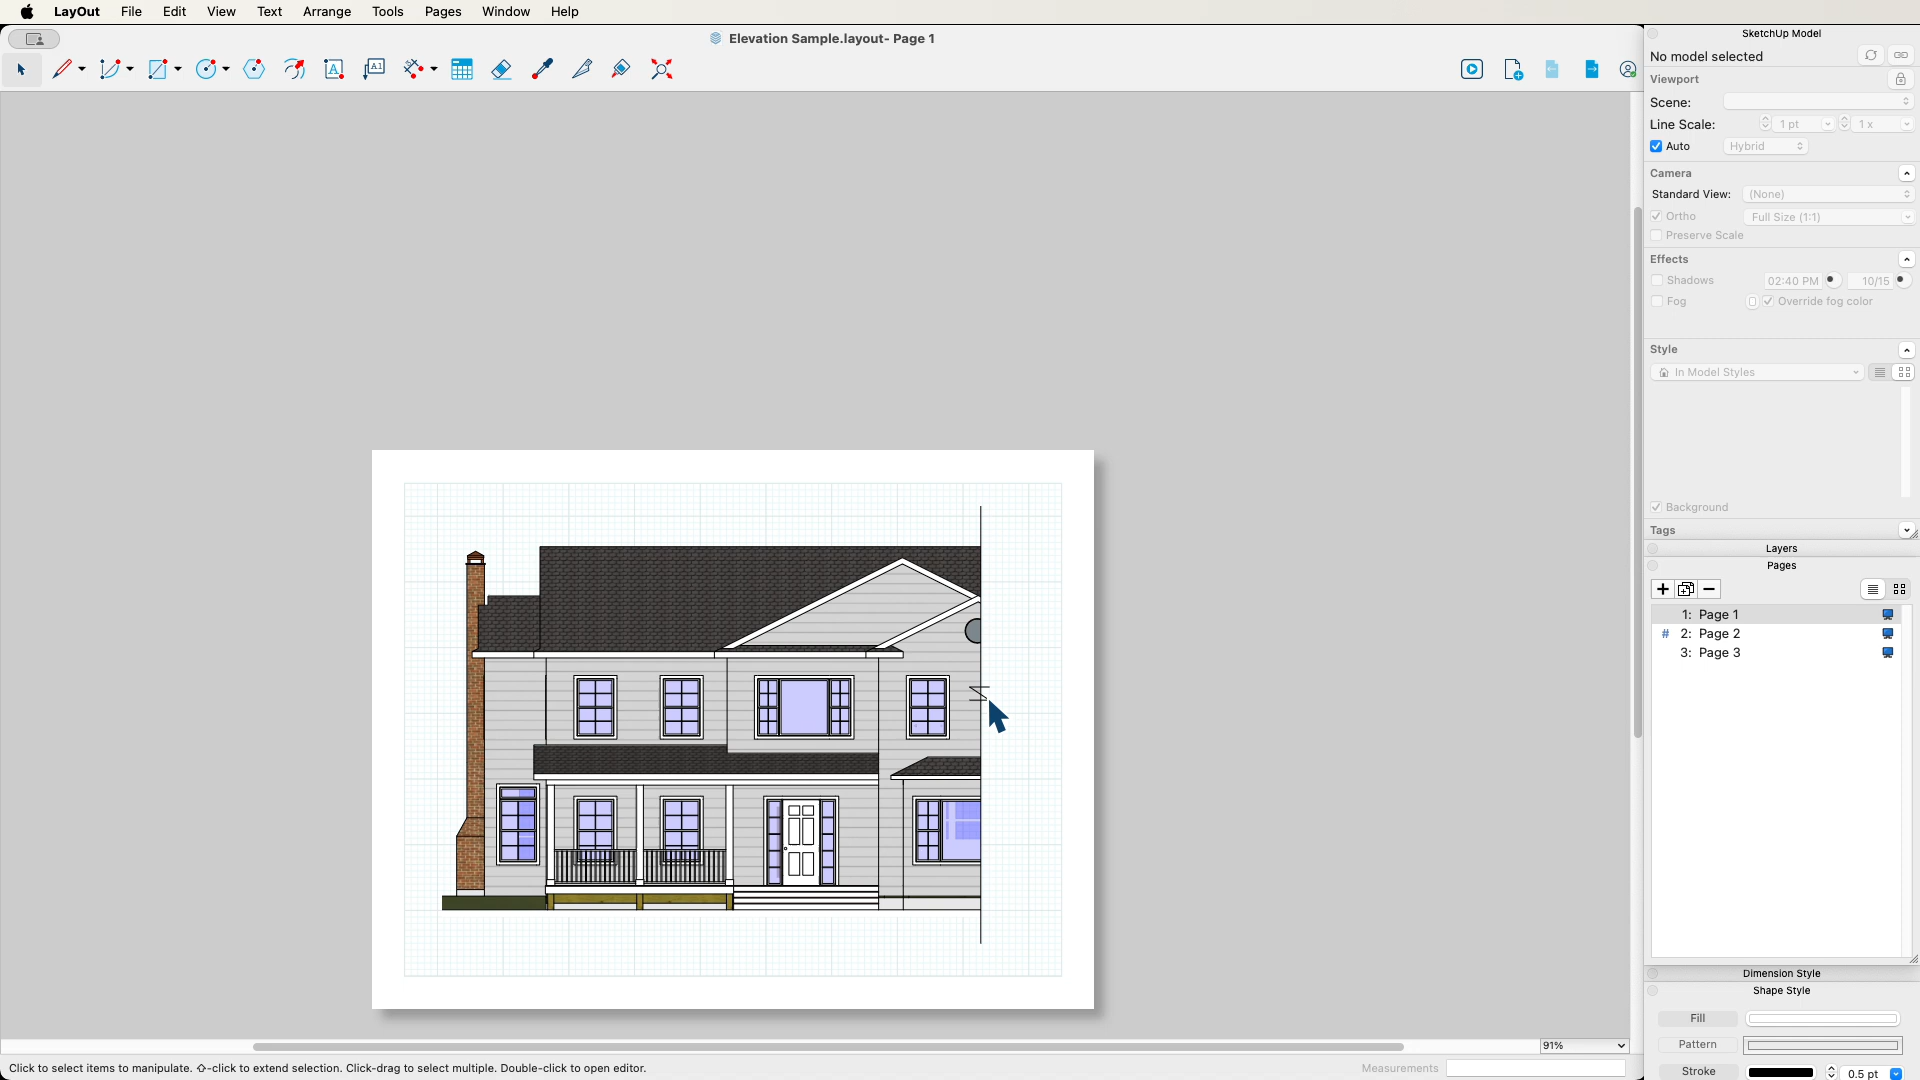 LayOut File Edit View Text Arrange Tools Pages Window Help
Elevation Sample.layout- Page 1
A
A1
SketchUp Model
No model selected
Viewport
Scene:
Line Scale: 1 pt 1 x
Auto Hybrid
Camera
Standard View: (None)
Ortho Full Size (1:1)
Preserve Scale
Effects
Shadows 02:40 PM 10/15
Fog Override fog color
Style
In Model Styles
Background
Tags
Layers
Pages
1: Page 1
# 2: Page 2
3: Page 3
Dimension Style
Shape Style
Fill
Pattern
Stroke 0.5 pt
91%
Click to select items to manipulate. ⇧-click to extend selection. Click-drag to select multiple. Double-click to open editor.
Measurements